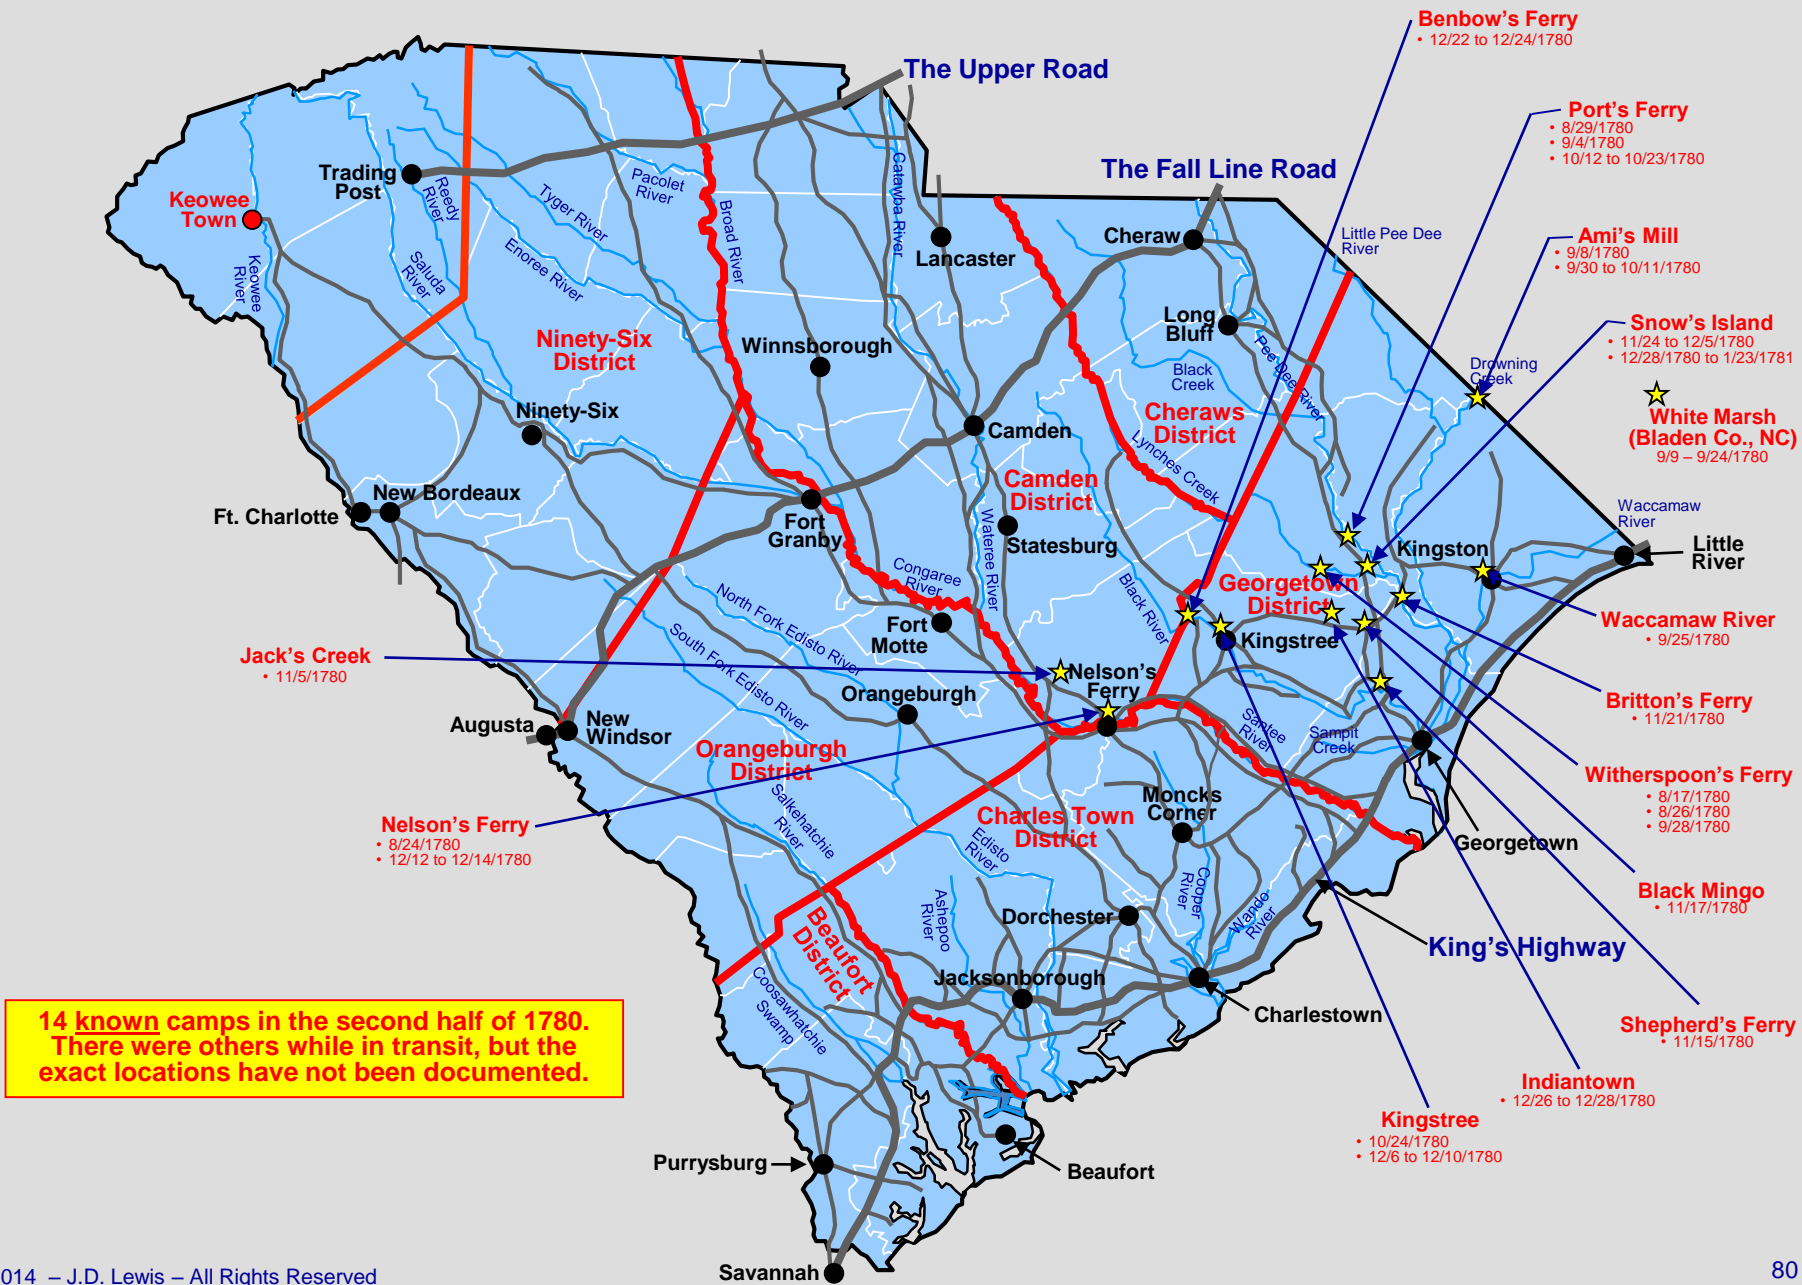 Benbow's Ferry
• 12/22 to 12/24/1780
The Upper Road
Port's Ferry
• 8/29/1780
• 9/4/1780
• 10/12 to 10/23/1780
The Fall Line Road
Trading
Post
Keowee
Town
Reedy
River
Pacolet
River
Tyger River
Catawba River
Broad River
Enoree River
Saluda
River
Keowee
River
Lancaster
Cheraw
Little Pee Dee
River
Ami's Mill
• 9/8/1780
• 9/30 to 10/11/1780
Long
Bluff
Snow's Island
• 11/24 to 12/5/1780
• 12/28/1780 to 1/23/1781
Ninety-Six
District
Winnsborough
Black
Creek
Pee Dee River
Drowning
Creek
White Marsh
(Bladen Co., NC)
9/9 – 9/24/1780
Ninety-Six
Camden
Cheraws
District
Lynches Creek
Camden
District
New Bordeaux
Ft. Charlotte
Fort
Granby
Statesburg
Wateree River
Waccamaw
River
Kingston
Little
River
Congaree
River
North Fork Edisto River
South Fork Edisto River
Black River
Georgetown
District
Waccamaw River
• 9/25/1780
Fort
Motte
Kingstree
Jack's Creek
• 11/5/1780
Nelson's
Ferry
Orangeburgh
Britton's Ferry
• 11/21/1780
Augusta
New
Windsor
Orangeburgh
District
Santee
River
Sampit
Creek
Witherspoon's Ferry
• 8/17/1780
• 8/26/1780
• 9/28/1780
Salkehatchie
River
Moncks
Corner
Charles Town
District
Nelson's Ferry
• 8/24/1780
• 12/12 to 12/14/1780
Edisto
River
Georgetown
Black Mingo
• 11/17/1780
Cooper
River
Ashepoo
River
Wando
River
Dorchester
Beaufort
District
King's Highway
Jacksonborough
Coosawhatchie
Swamp
Charlestown
14 known camps in the second half of 1780.
There were others while in transit, but the
exact locations have not been documented.
Shepherd's Ferry
• 11/15/1780
Indiantown
• 12/26 to 12/28/1780
Kingstree
• 10/24/1780
• 12/6 to 12/10/1780
Purrysburg
Beaufort
Savannah
014 – J.D. Lewis – All Rights Reserved
80